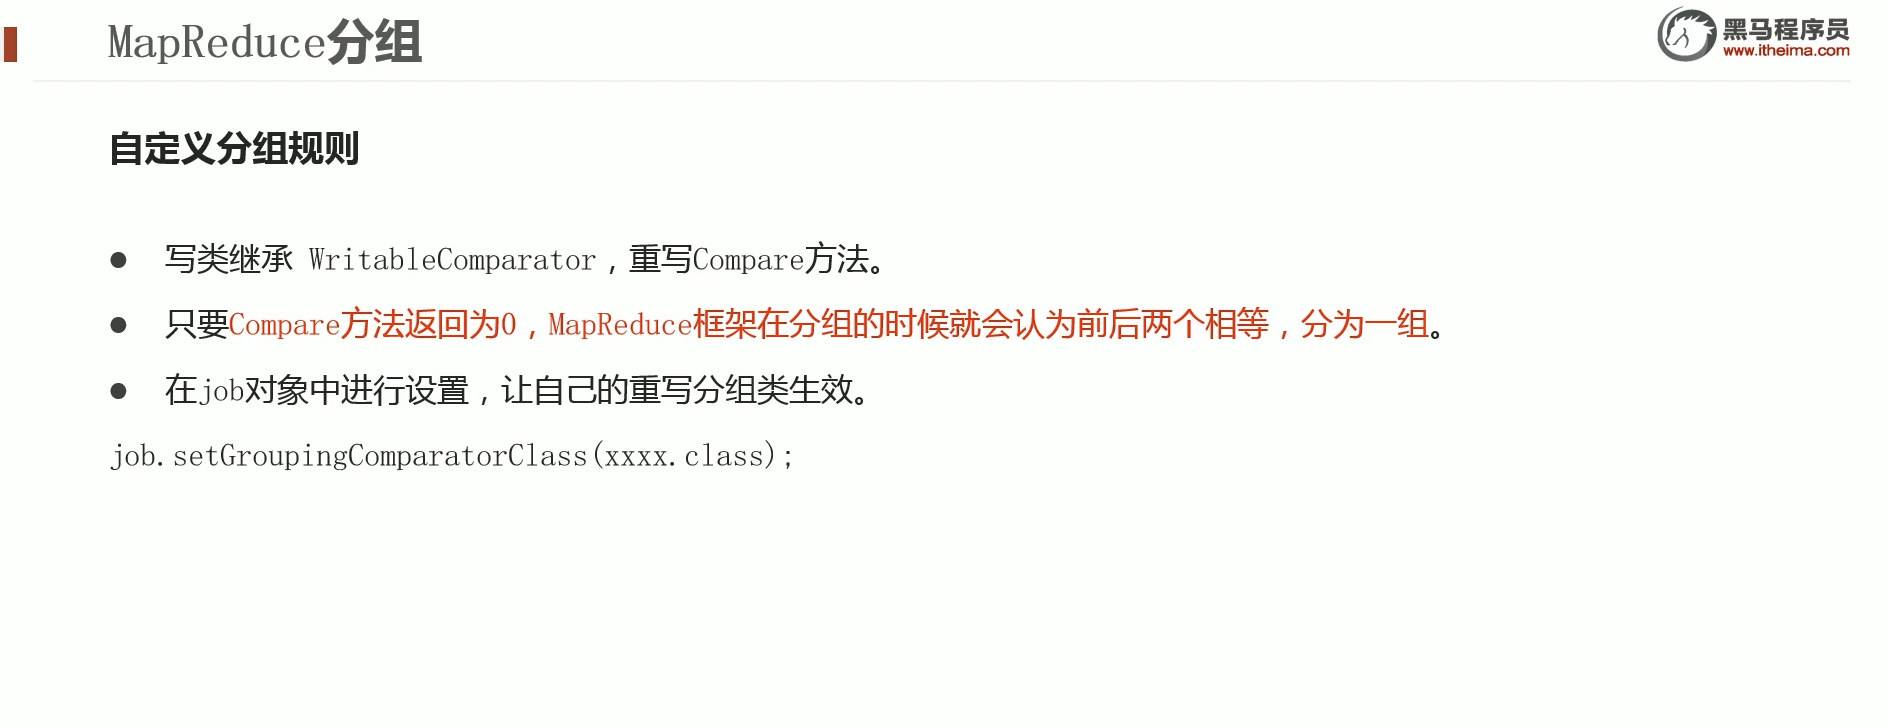 MapReduce分组
黑马程序员
www.itheima.com
自定义分组规则
● 写类继承 WritableComparator，重写Compare方法。
● 只要Compare方法返回为0，MapReduce框架在分组的时候就会认为前后两个相等，分为一组。
● 在job对象中进行设置，让自己的重写分组类生效。
job.setGroupingComparatorClass(xxxx.class);